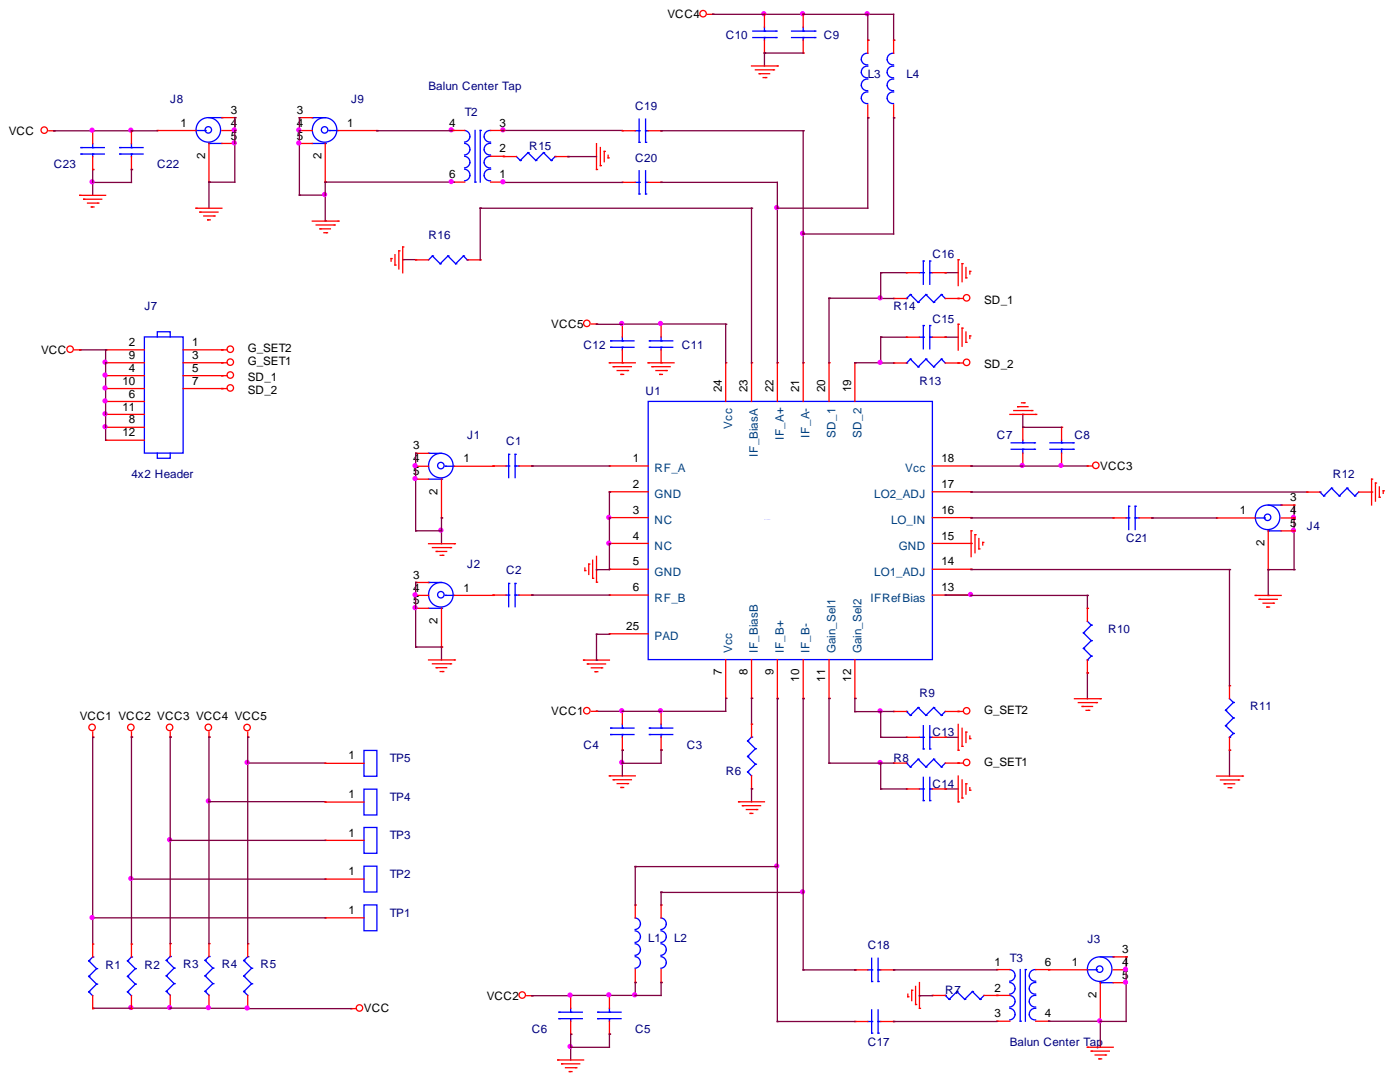 VCC4
C10
C9
L3
L4
Balun Center Tap
J8
J9
T2
C19
VCC
1
3
4
5
2
3
4
5
1
2
4
6
3
2
1
R15
C20
C23
C22
R16
C16
R14
SD_1
C15
R13
SD_2
J7
VCC
2
9
4
10
6
11
8
12
1
3
5
7
G_SET2
G_SET1
SD_1
SD_2
4x2 Header
VCC5
C12
C11
24
23
22
21
20
19
U1
Vcc
IF_BiasA
IF_A+
IF_A-
SD_1
SD_2
J1
C1
3
4
5
1
2
1
RF_A
2
GND
3
NC
4
NC
5
GND
6
RF_B
25
PAD
J2
C2
3
4
5
1
2
C7
C8
Vcc
18
VCC3
LO2_ADJ
17
R12
LO_IN
16
C21
1
3
4
5
2
J4
GND
15
LO1_ADJ
14
IFRefBias
13
R10
R11
Vcc
IF_BiasB
IF_B+
IF_B-
Gain_Sel1
Gain_Sel2
7
8
9
10
11
12
VCC1
C4
C3
R6
R9
G_SET2
C13
R8
G_SET1
C14
VCC1
VCC2
VCC3
VCC4
VCC5
1
TP5
1
TP4
1
TP3
1
TP2
1
TP1
R1
R2
R3
R4
R5
VCC
L1
L2
VCC2
C6
C5
C18
C17
R7
T3
1
2
3
6
4
J3
1
3
4
5
2
Balun Center Tap